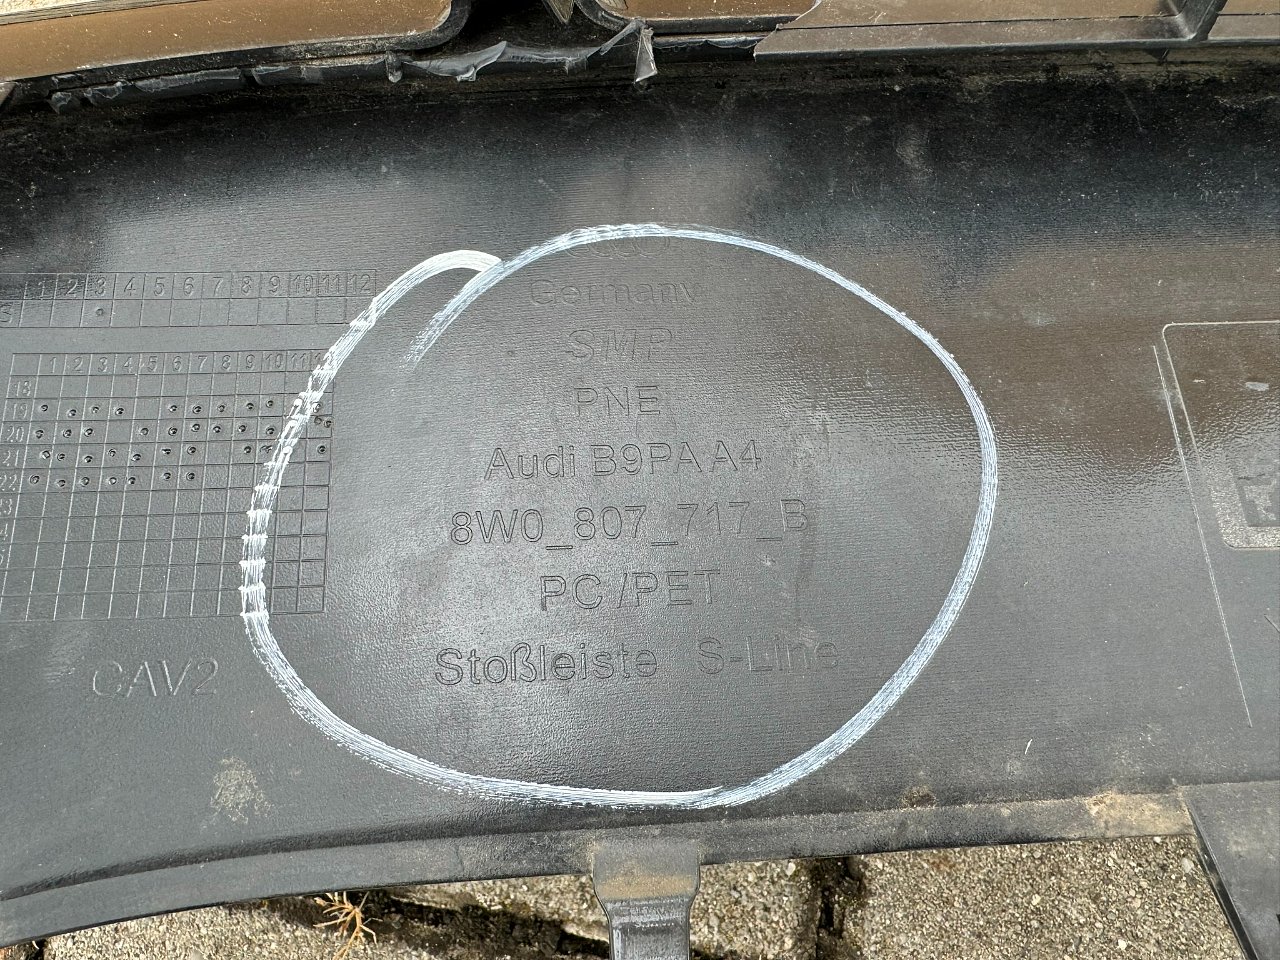 1 2 3 4 5 6 7 8 9 10 11 12
S
1 2 3 4 5 6 7 8 9 10 11
18
19
20
21
22
23
Germany
SMP
PNE
Audi B9PA A4
8W0_807_717_B
PC/PET
Stoßleiste S-Line
CAV2